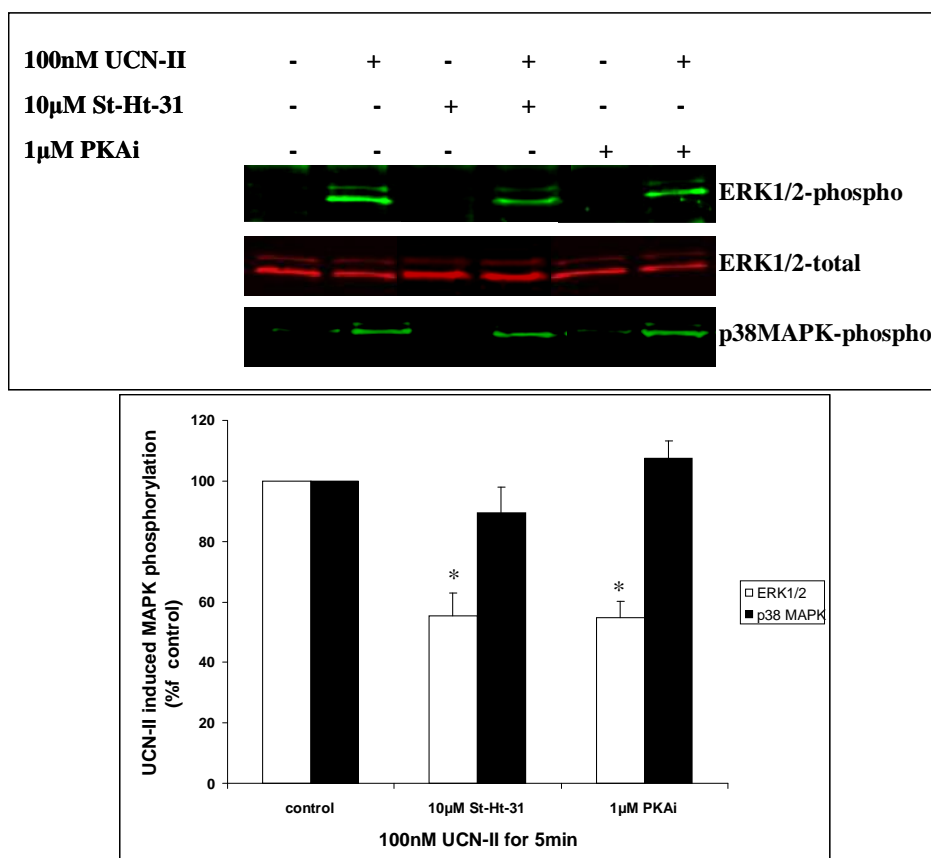 100nM UCN-II - + - + - +
10µM St-Ht-31 - - + + - -
1µM PKAi - - - - + +
ERK1/2-phospho
ERK1/2-total
p38MAPK-phospho
120
100
80
60
40
20
0
UCN-II induced MAPK phosphorylation
(%f control)
*
*
ERK1/2
p38 MAPK
control
10µM St-Ht-31
1µM PKAi
100nM UCN-II for 5min